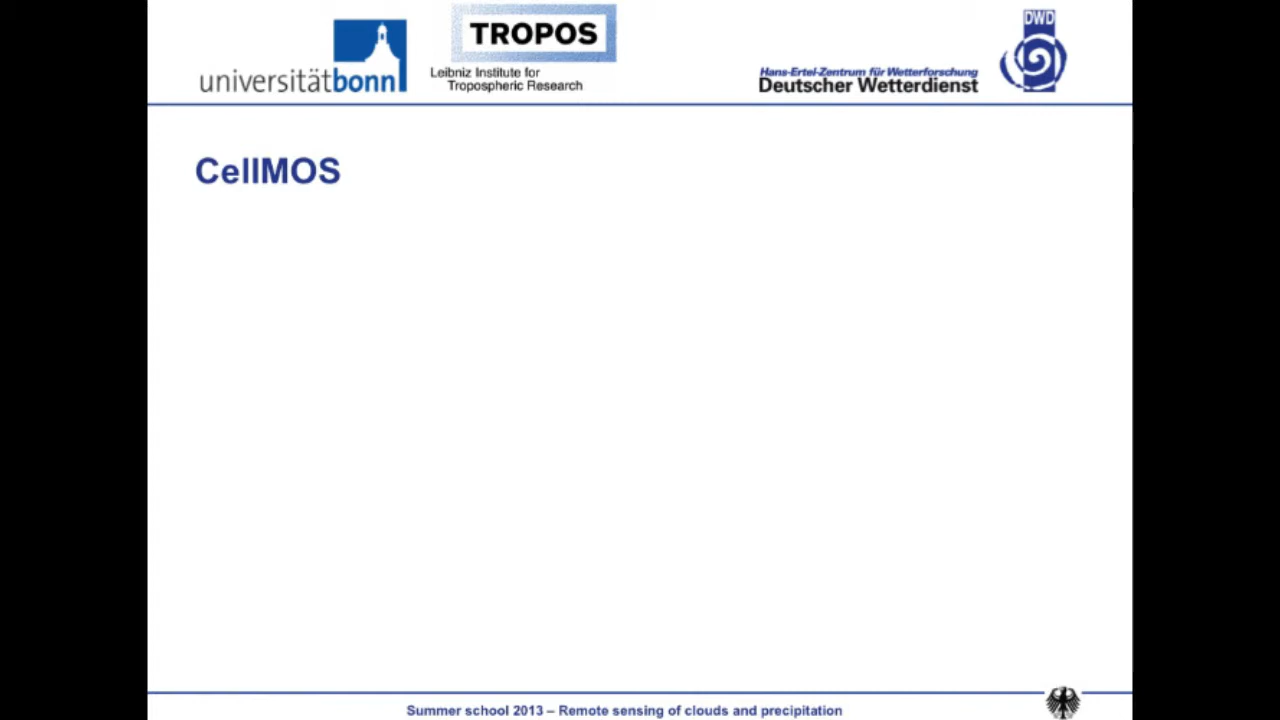 universitätbonn
TROPOS
Leibniz Institute for
Tropospheric Research
Hans-Ertel-Zentrum für Wetterforschung
Deutscher Wetterdienst
DWD
CellMOS
Summer school 2013 – Remote sensing of clouds and precipitation